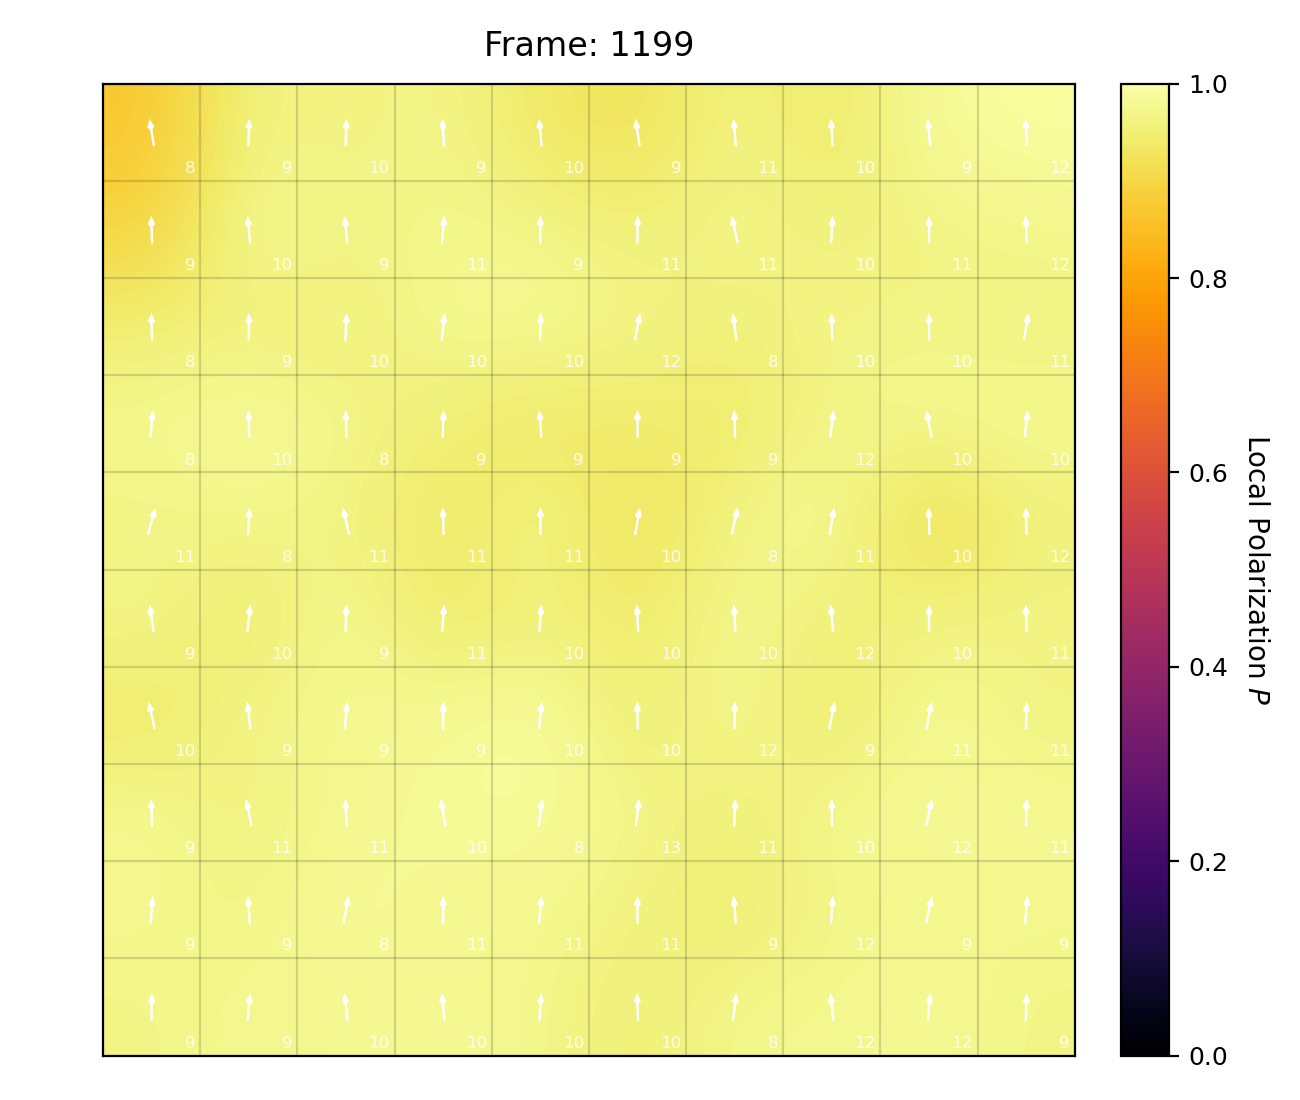 Frame: 1199
8 9 10 9 10 9 11 10 9 12
9 10 9 11 9 11 11 10 11 12
8 9 10 10 10 12 8 10 10 11
8 10 8 9 9 9 9 12 10 10
11 8 11 11 11 10 8 11 10 12
9 10 9 11 10 10 10 12 10 11
10 9 9 9 10 10 12 9 11 11
9 11 11 10 8 13 11 10 12 11
9 9 8 11 11 11 9 12 9 9
9 9 10 10 10 10 8 12 12 9
1.0
0.8
0.6
0.4
0.2
0.0
Local Polarization P